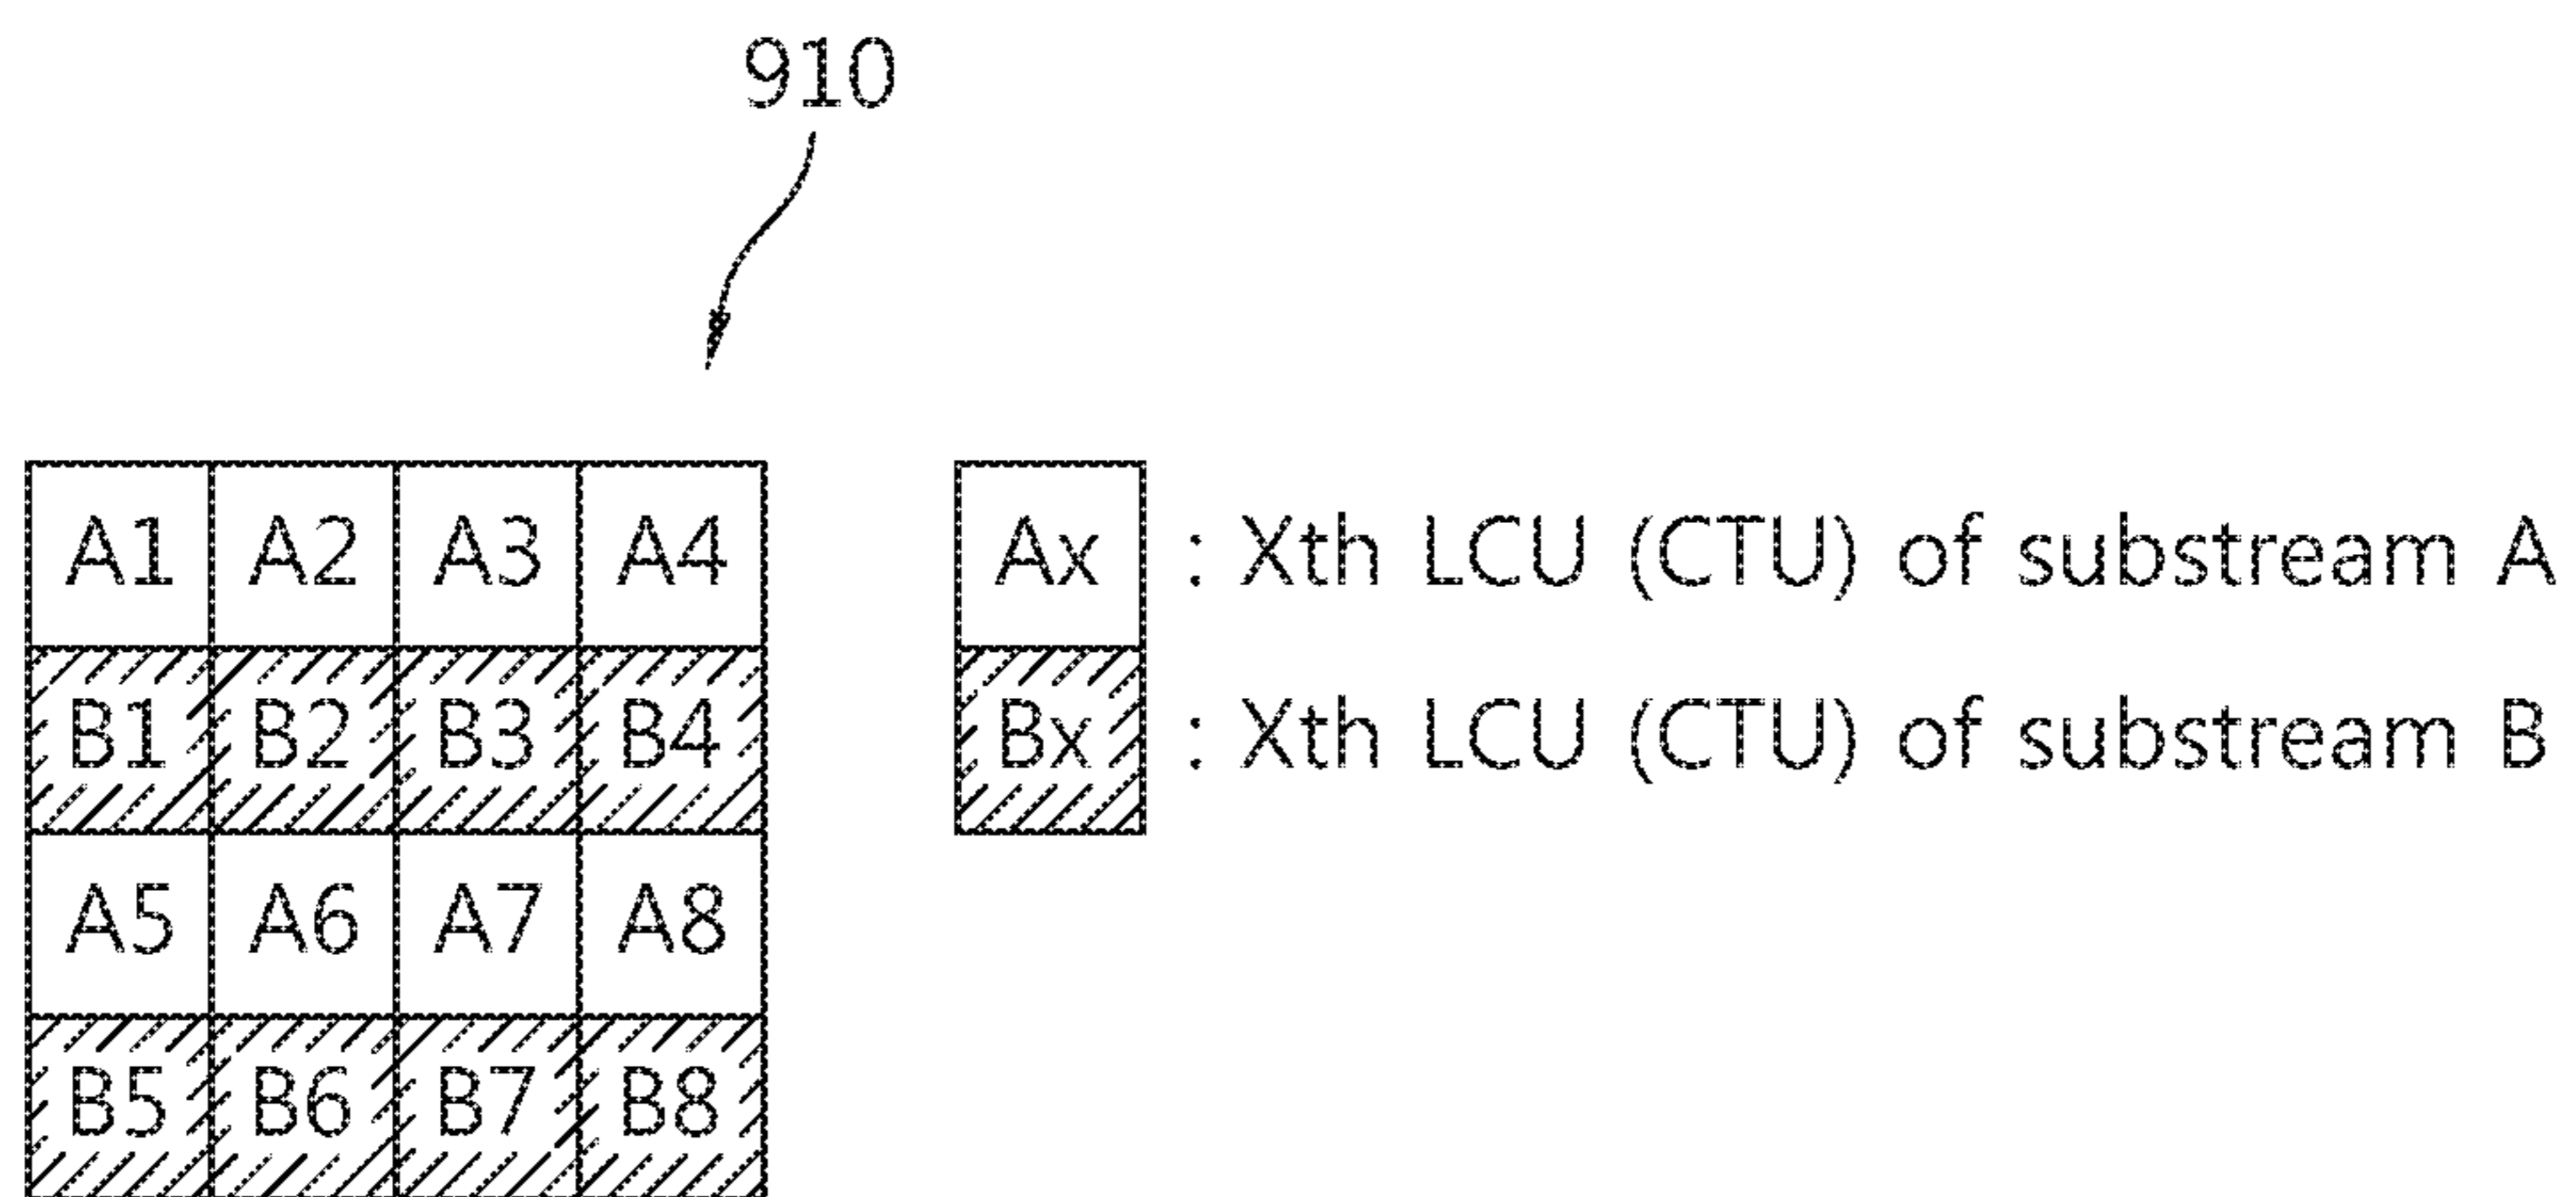 910
A1 A2 A3 A4
Ax : Xth LCU (CTU) of substream A
B1 B2 B3 B4
Bx : Xth LCU (CTU) of substream B
A5 A6 A7 A8
B5 B6 B7 B8